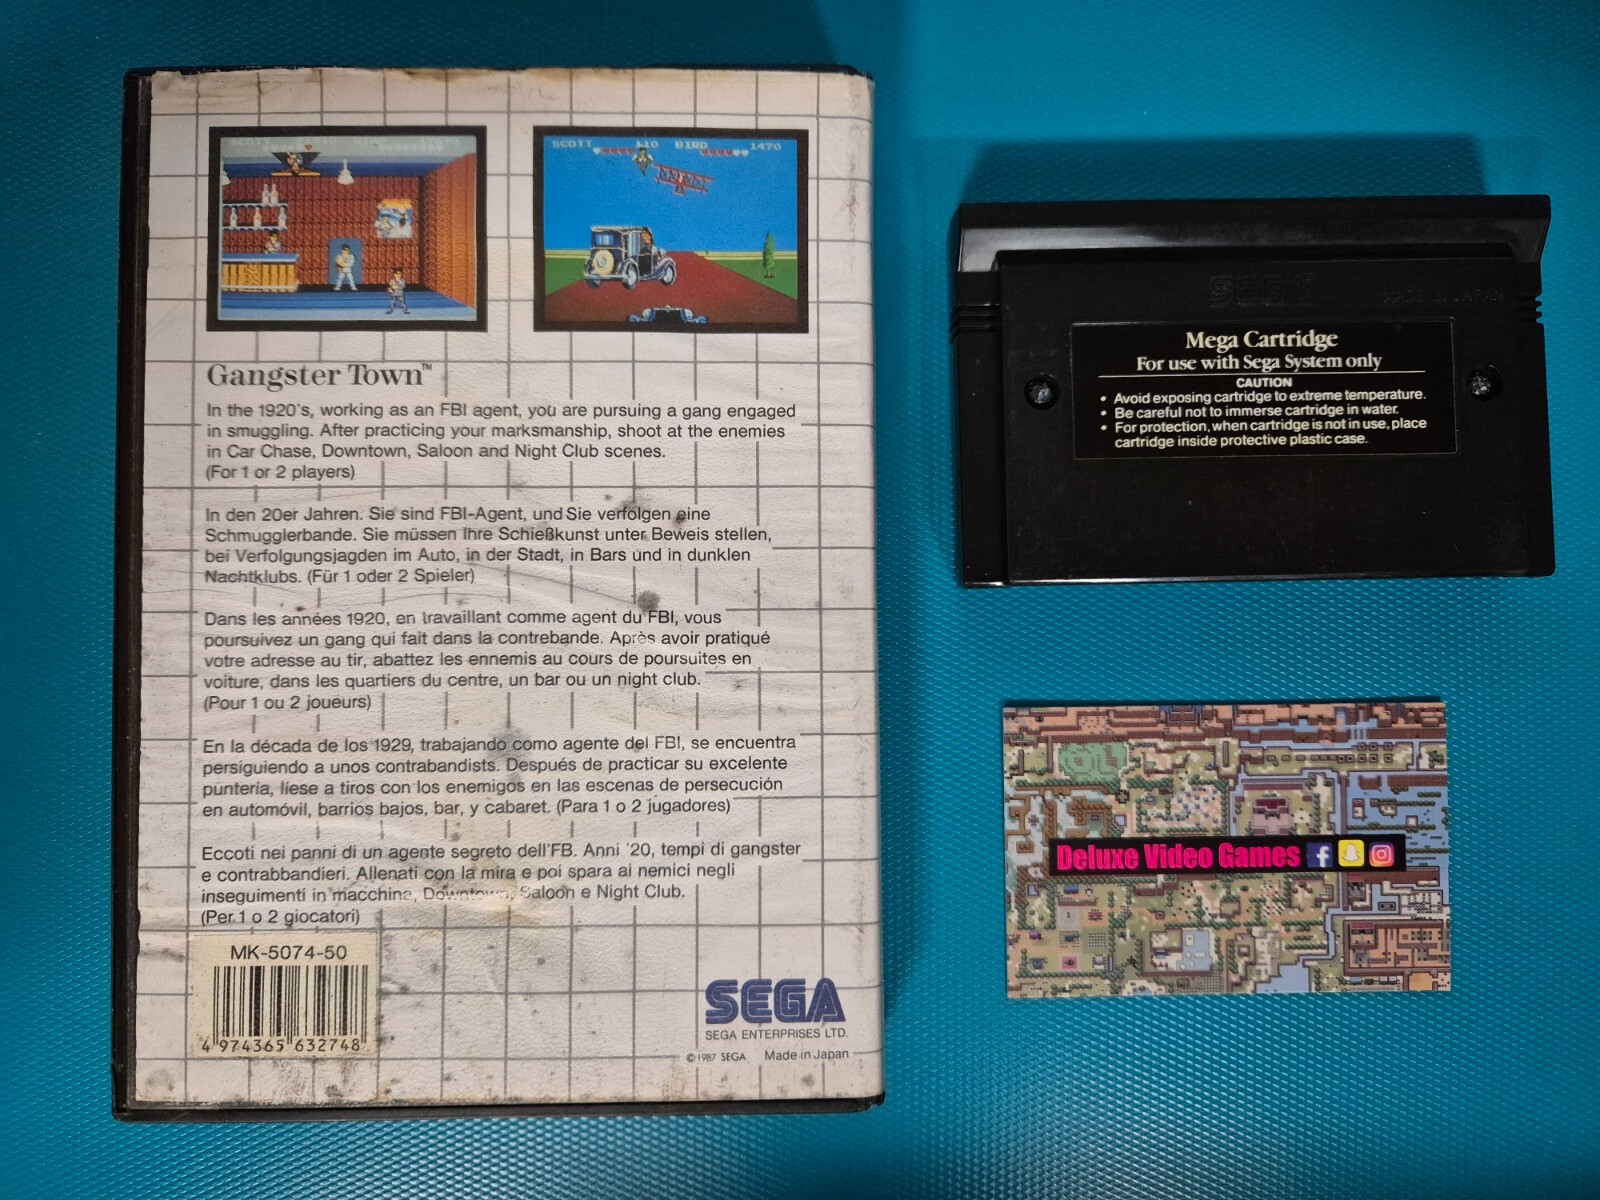 SCOTT 110 BIRD 1470
Gangster Town™
In the 1920's, working as an FBI agent, you are pursuing a gang engaged
in smuggling. After practicing your marksmanship, shoot at the enemies
in Car Chase, Downtown, Saloon and Night Club scenes.
(For 1 or 2 players)
In den 20er Jahren. Sie sind FBI-Agent, und Sie verfolgen eine
Schmugglerbande. Sie müssen Ihre Schießkunst unter Beweis stellen,
bei Verfolgungsjagden im Auto, in der Stadt, in Bars und in dunklen
Nachtklubs. (Für 1 oder 2 Spieler)
Dans les années 1920, en travaillant comme agent du FBI, vous
poursuivez un gang qui fait dans la contrebande. Après avoir pratiqué
votre adresse au tir, abattez les ennemis au cours de poursuites en
voiture, dans les quartiers du centre, un bar ou un night club.
(Pour 1 ou 2 joueurs)
En la década de los 1929, trabajando como agente del FBI, se encuentra
persiguiendo a unos contrabandists. Después de practicar su excelente
puntería, líese a tiros con los enemigos en las escenas de persecución
en automóvil, barrios bajos, bar, y cabaret. (Para 1 o 2 jugadores)
Eccoti nei panni di un agente segreto dell'FB. Anni '20, tempi di gangster
e contrabbandieri. Allenati con la mira e poi spara ai nemici negli
inseguimenti in macchina, Downtown, Saloon e Night Club.
(Per 1 o 2 giocatori)
MK-5074-50
4 974365 632748
SEGA
SEGA ENTERPRISES LTD.
© 1987 SEGA Made in Japan
SEGA MADE IN JAPAN
Mega Cartridge
For use with Sega System only
CAUTION
• Avoid exposing cartridge to extreme temperature.
• Be careful not to immerse cartridge in water.
• For protection, when cartridge is not in use, place
cartridge inside protective plastic case.
Deluxe Video Games